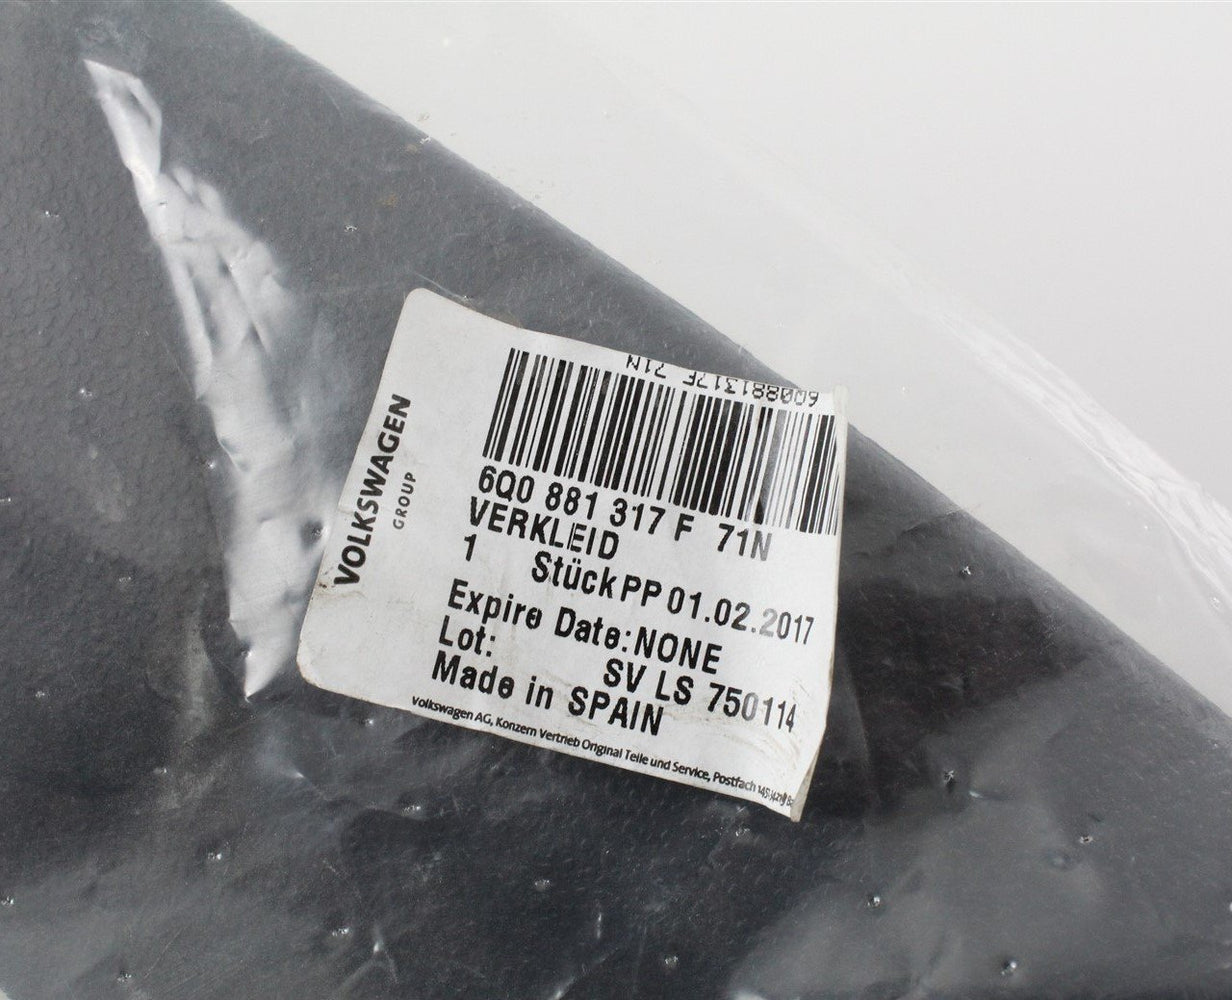 VOLKSWAGEN
GROUP
6Q0881317F 71N
6Q0 881 317 F 71N
VERKLEID
1 Stück PP 01.02.2017
Expire Date: NONE
Lot: SV LS 750114
Made in SPAIN
Volkswagen AG, Konzern Vertrieb Original Teile und Service, Postfach